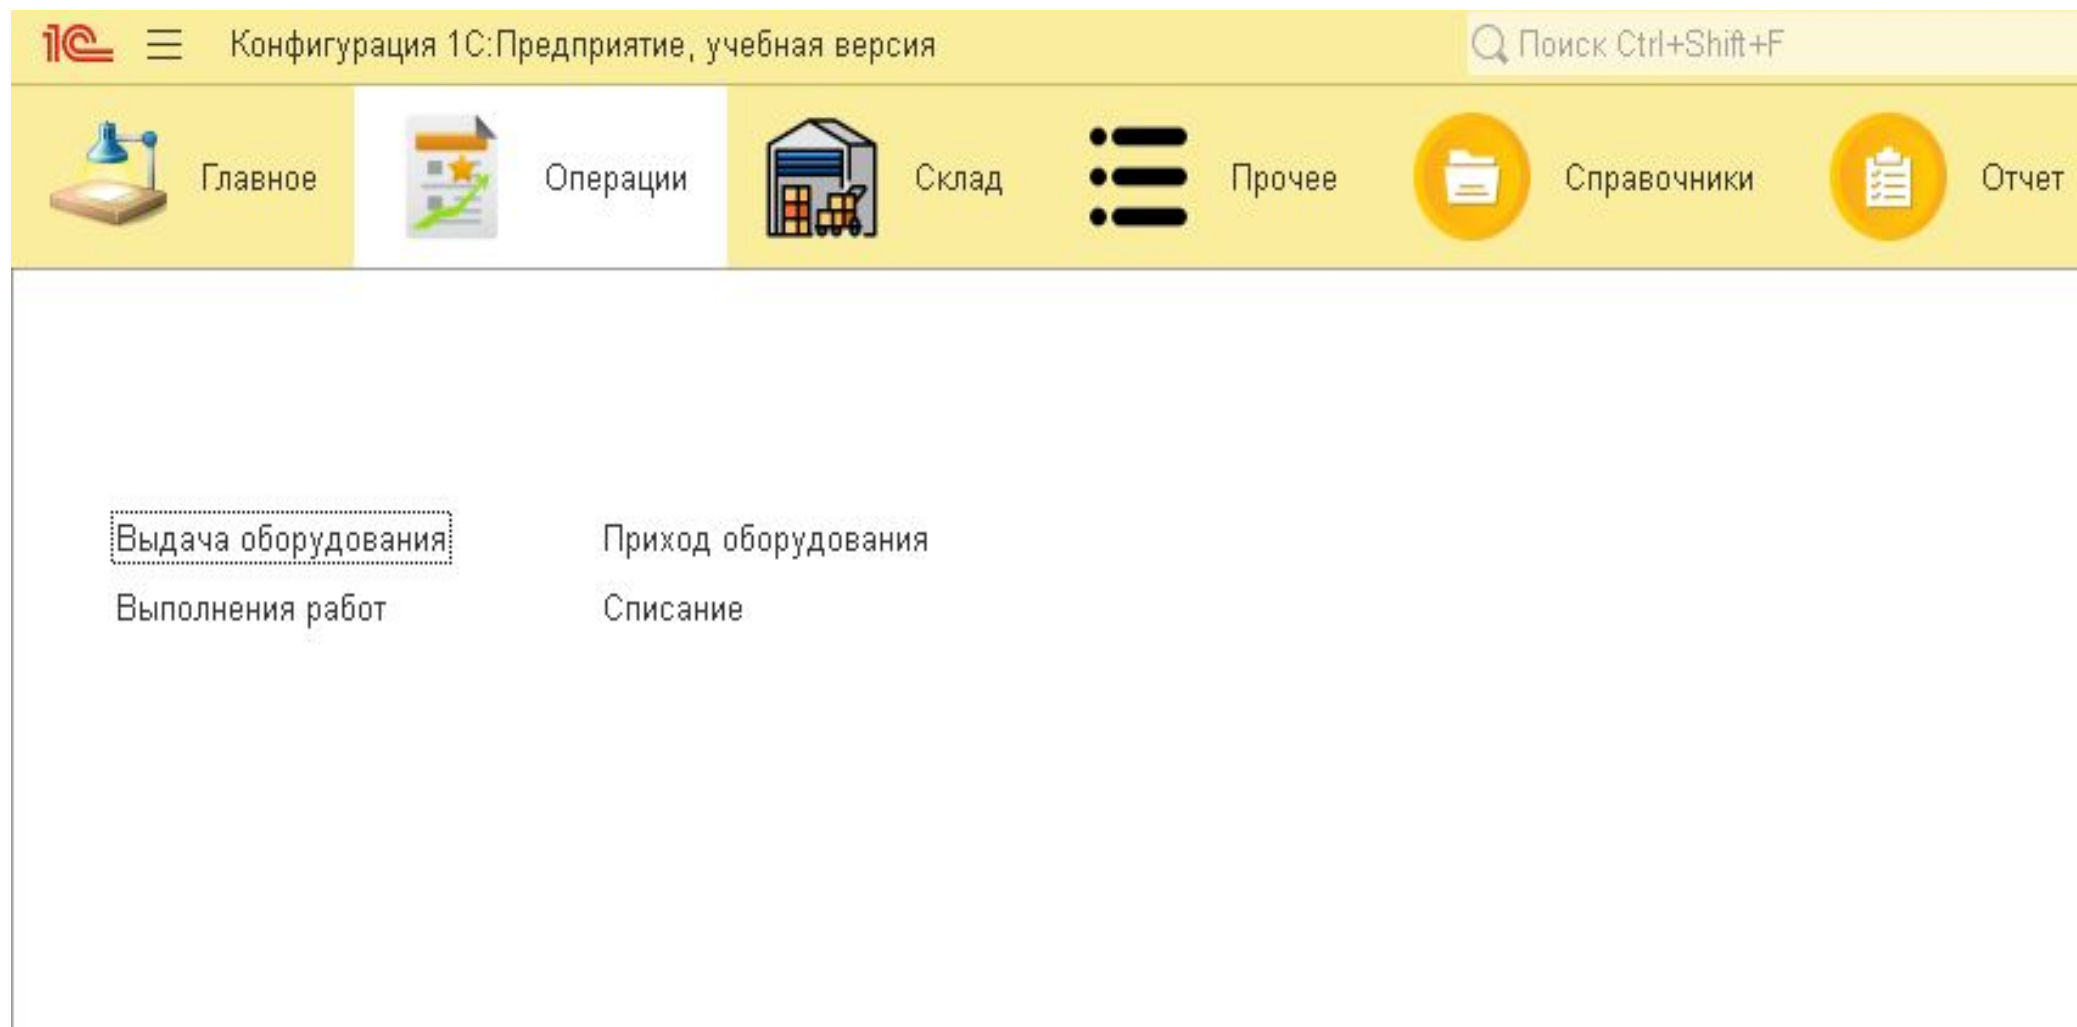 1С Конфигурация 1С:Предприятие, учебная версия Поиск Ctrl+Shift+F
Главное Операции Склад Прочее Справочники Отчет
Выдача оборудования Приход оборудования
Выполнения работ Списание